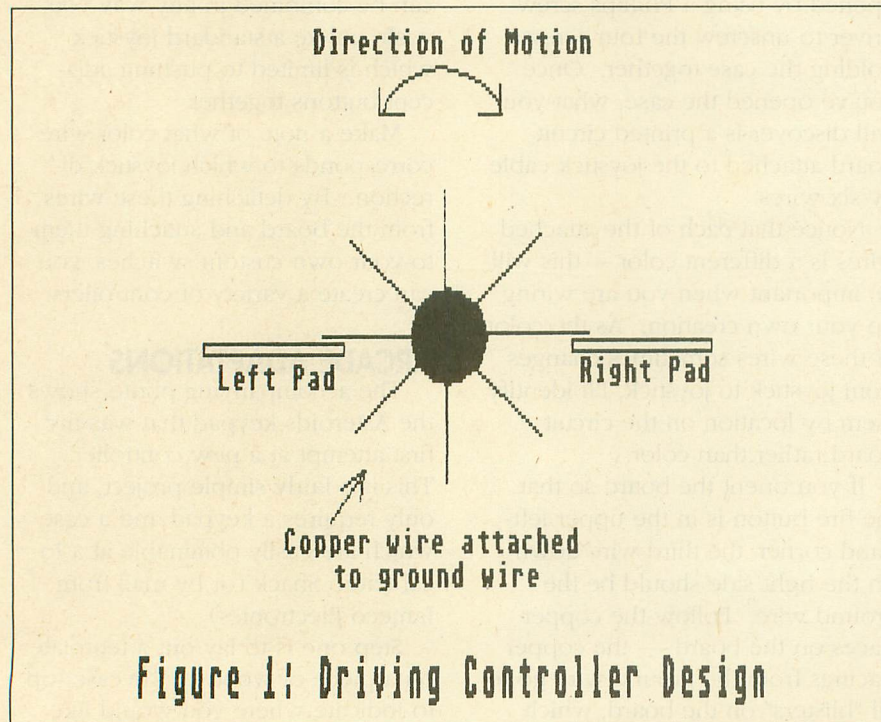 Direction of Motion
Left Pad
Right Pad
Copper wire attached
to ground wire
Figure 1: Driving Controller Design